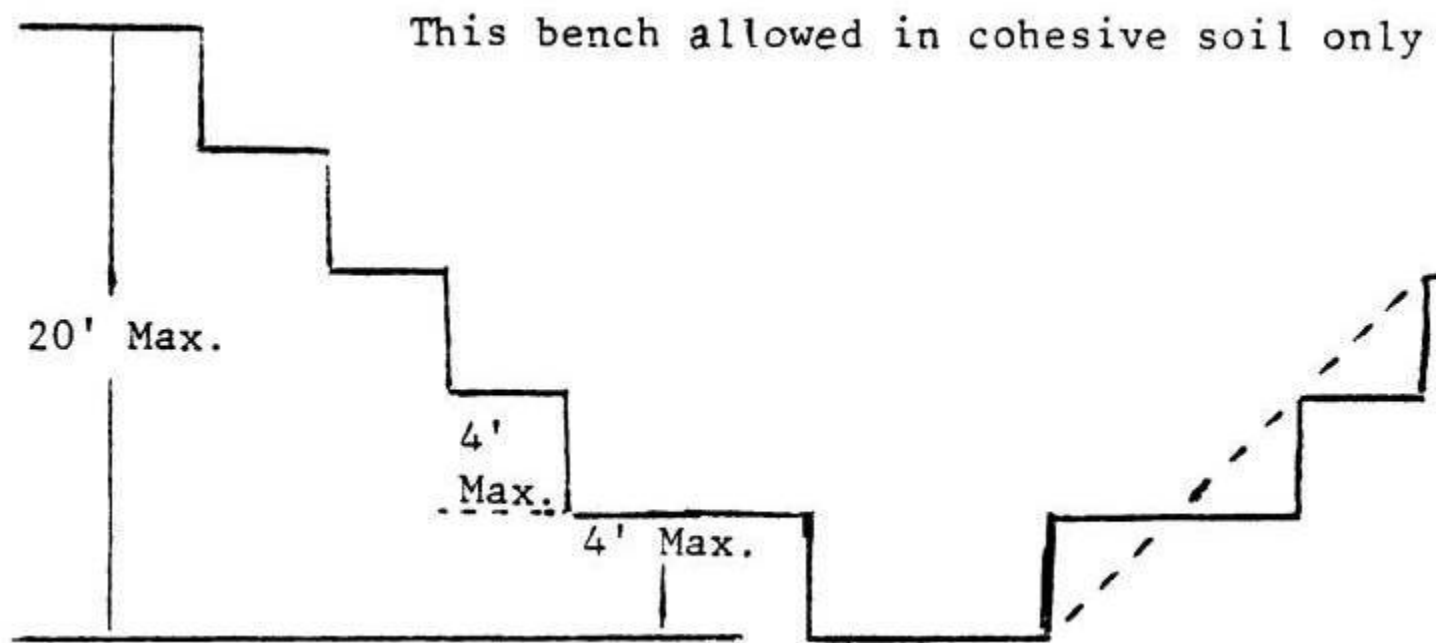 This bench allowed in cohesive soil only
20' Max.
4'
Max.
4' Max.